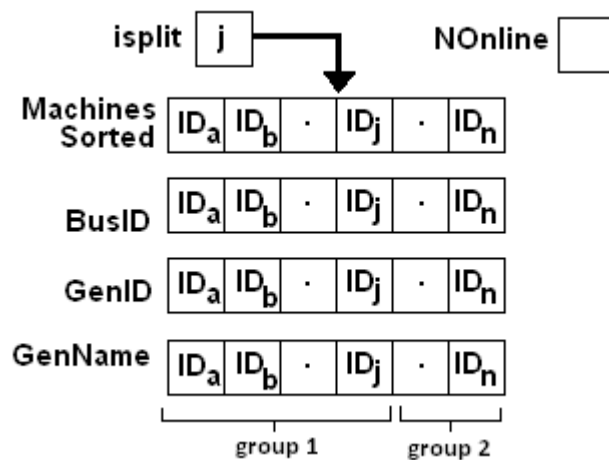 isplit j NOnline
Machines Sorted IDa IDb · IDj · IDn
BusID IDa IDb · IDj · IDn
GenID IDa IDb · IDj · IDn
GenName IDa IDb · IDj · IDn
group 1 group 2